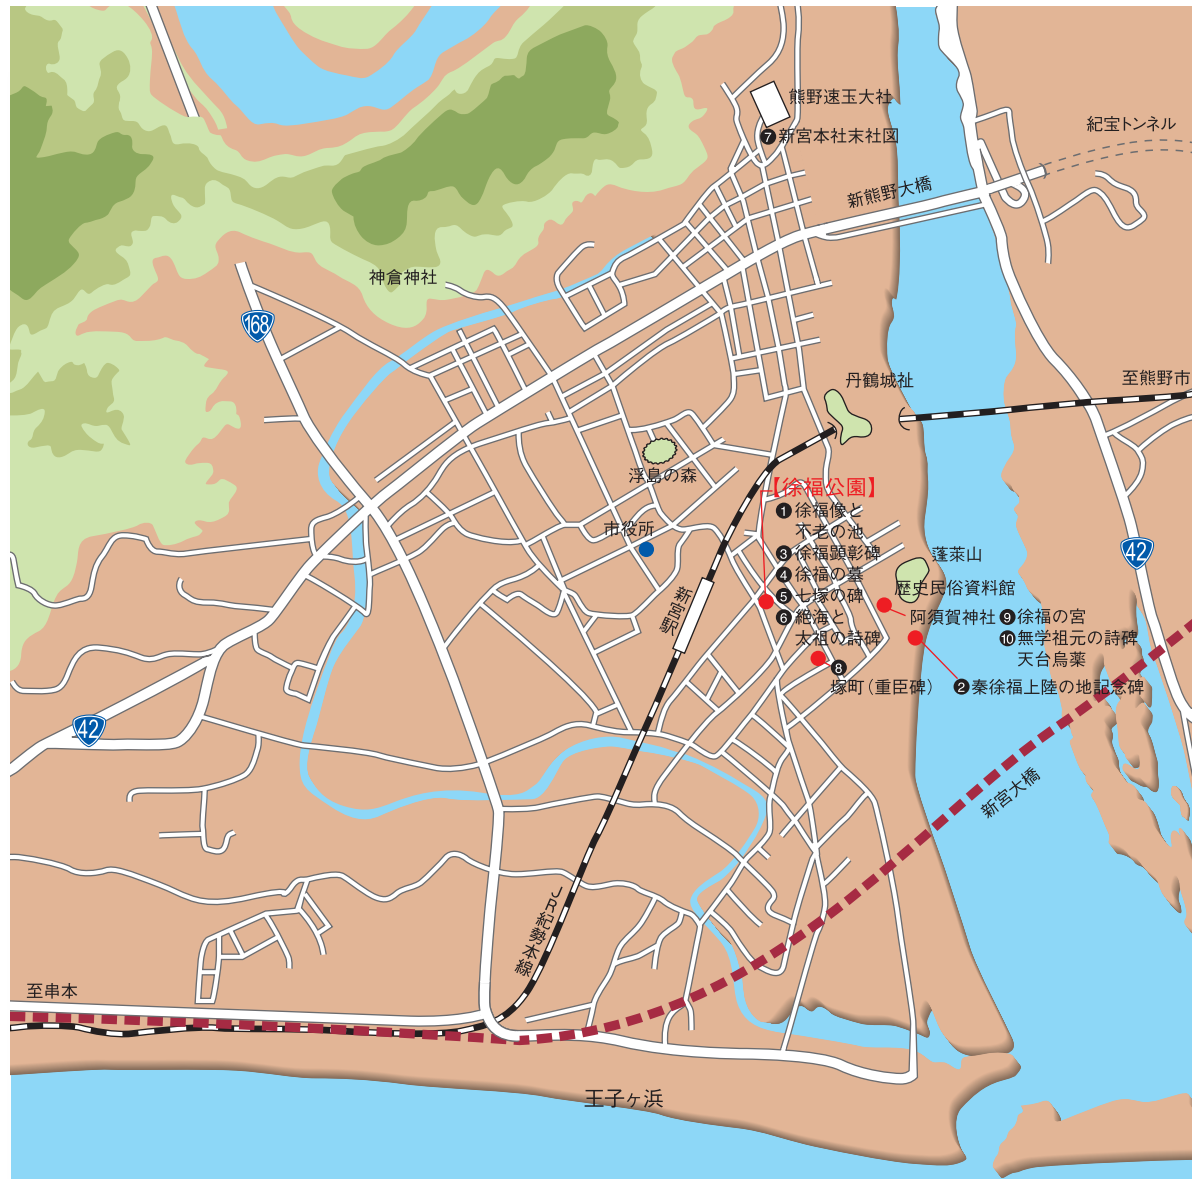 熊野速玉大社
❼新宮本社末社図
紀宝トンネル
新熊野大橋
神倉神社
168
丹鶴城社
至熊野市
浮島の森
【徐福公園】
❶徐福像と
不老の池
❸徐福顕彰碑
❹徐福の墓
❺七塚の碑
❻絶海と
太祖の詩碑
市役所
42
蓬莱山
歴史民俗資料館
阿須賀神社
❾徐福の宮
❿無学祖元の詩碑
天台烏薬
新宮駅
❽
塚町（重臣碑）
❷秦徐福上陸の地記念碑
42
新宮大橋
JR紀勢本線
至串本
王子ヶ浜